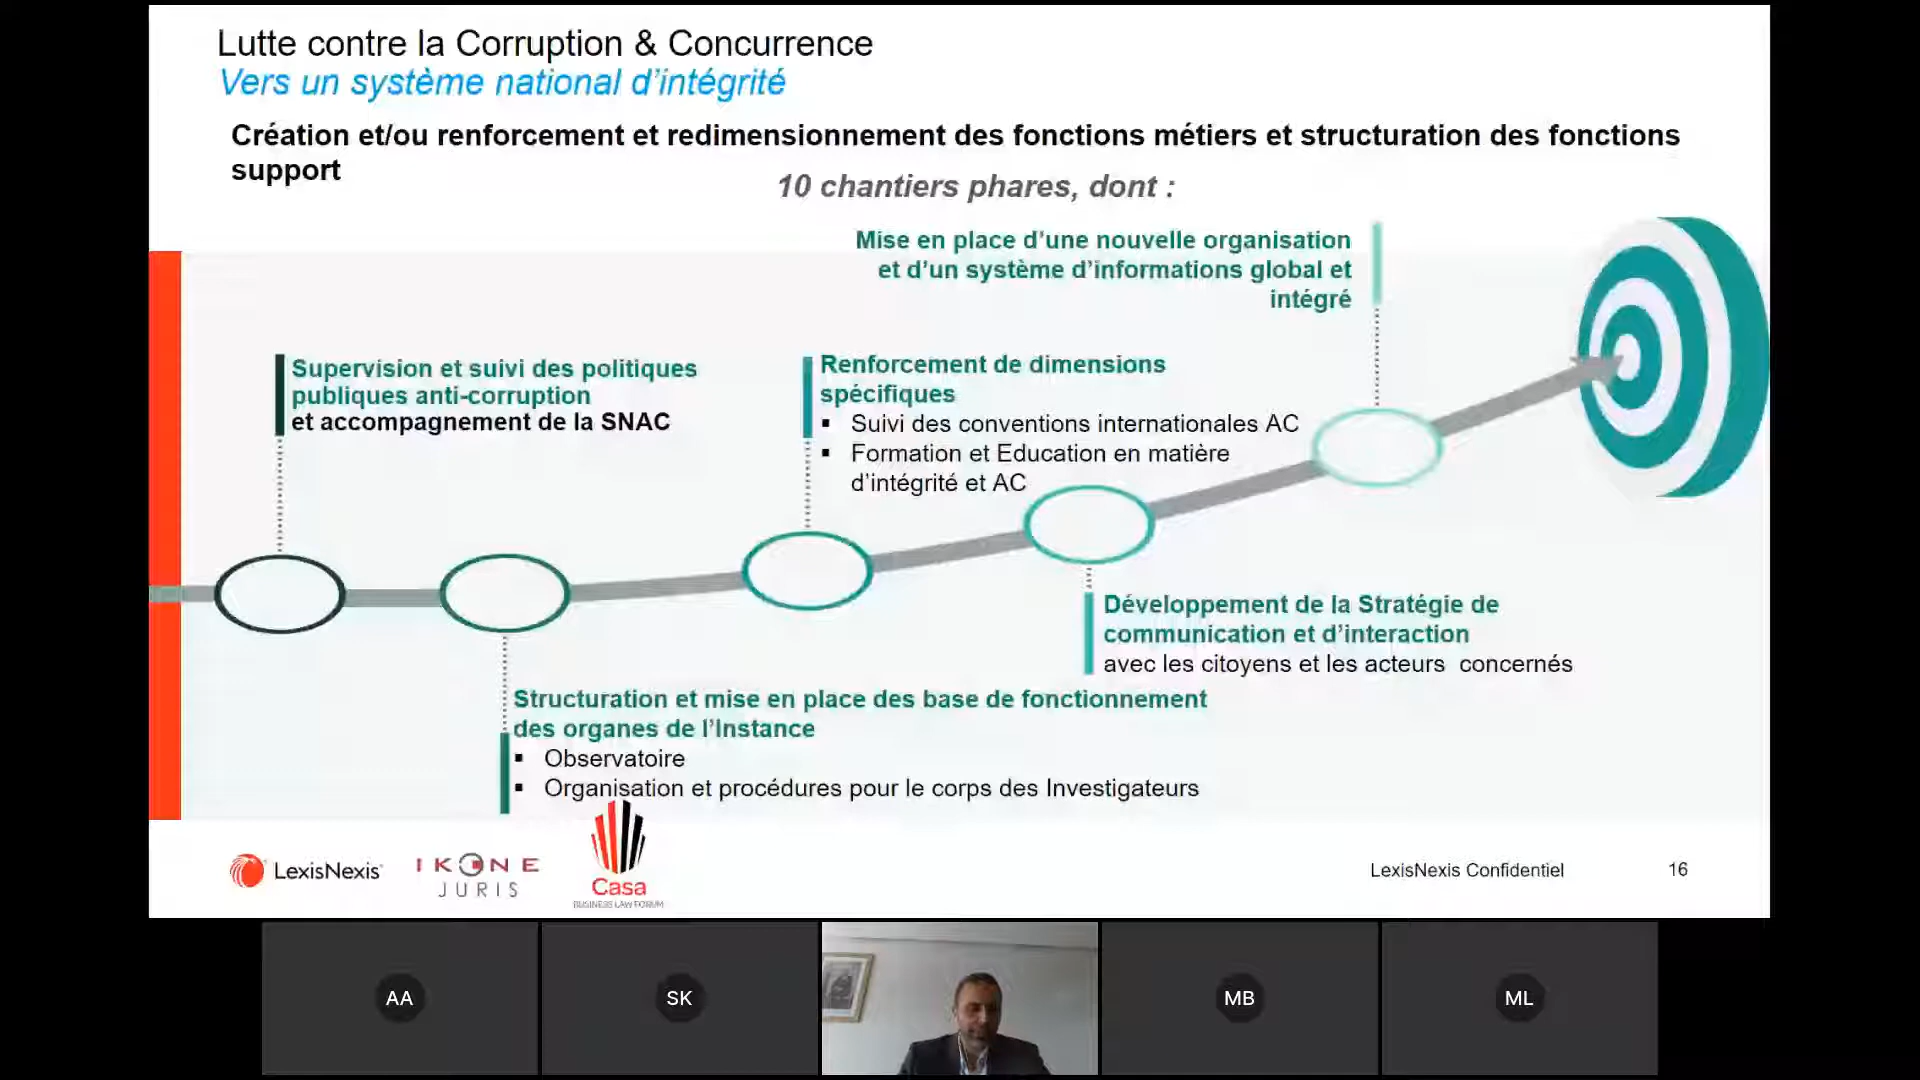 Lutte contre la Corruption & Concurrence
Vers un système national d'intégrité
Création et/ou renforcement et redimensionnement des fonctions métiers et structuration des fonctions
support
10 chantiers phares, dont :
Mise en place d'une nouvelle organisation
et d'un système d'informations global et
intégré
Supervision et suivi des politiques
publiques anti-corruption
et accompagnement de la SNAC
Renforcement de dimensions
spécifiques
▪ Suivi des conventions internationales AC
▪ Formation et Education en matière
d'intégrité et AC
Développement de la Stratégie de
communication et d'interaction
avec les citoyens et les acteurs concernés
Structuration et mise en place des base de fonctionnement
des organes de l'Instance
▪ Observatoire
▪ Organisation et procédures pour le corps des Investigateurs
LexisNexis
IKONE
JURIS
Casa
BUSINESS LAW FORUM
LexisNexis Confidentiel
16
AA
SK
MB
ML